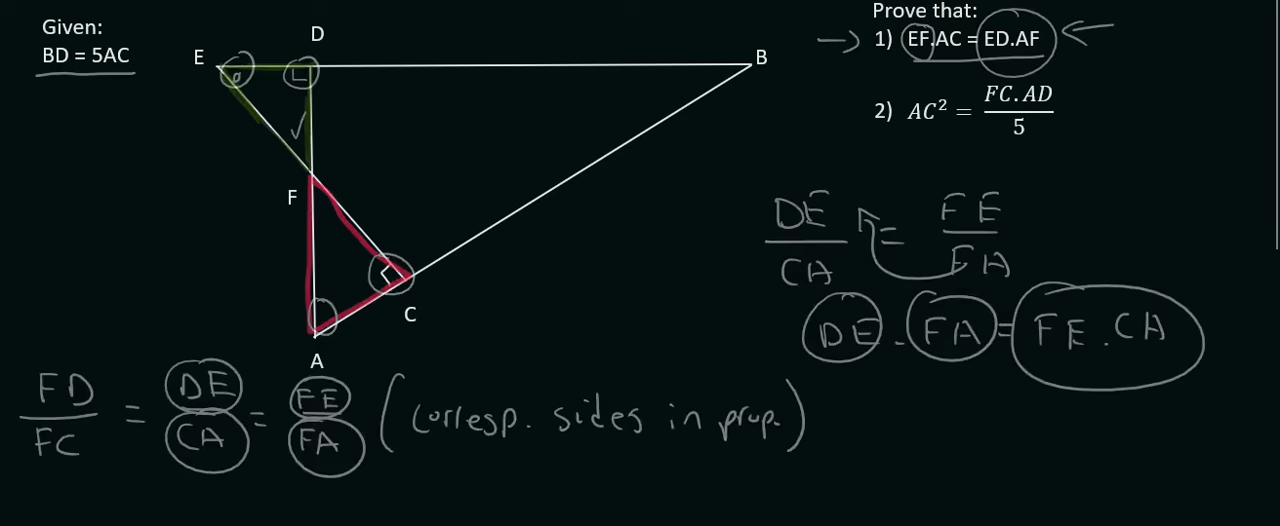 Given:
BD = 5AC
Prove that:
1) EF.AC = ED.AF
2) AC² = FC.AD / 5
E
D
B
F
C
A
DE / CA = FE / FA
DE . FA = FE . CA
FD / FC = DE / CA = FE / FA (corresp. sides in prop.)